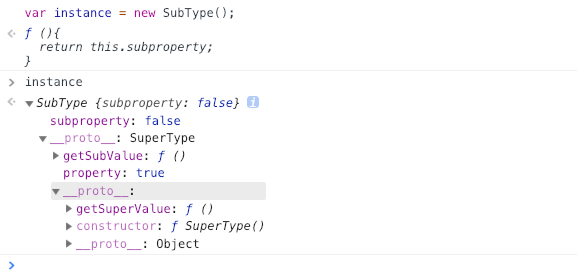 var instance = new SubType();
f (){
return this.subproperty;
}
instance
SubType {subproperty: false} i
subproperty: false
__proto__: SuperType
getSubValue: f ()
property: true
__proto__:
getSuperValue: f ()
constructor: f SuperType()
__proto__: Object